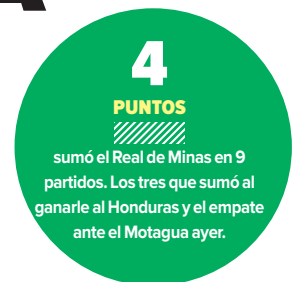 4
PUNTOS
sumó el Real de Minas en 9
partidos. Los tres que sumó al
ganarle al Honduras y el empate
ante el Motagua ayer.